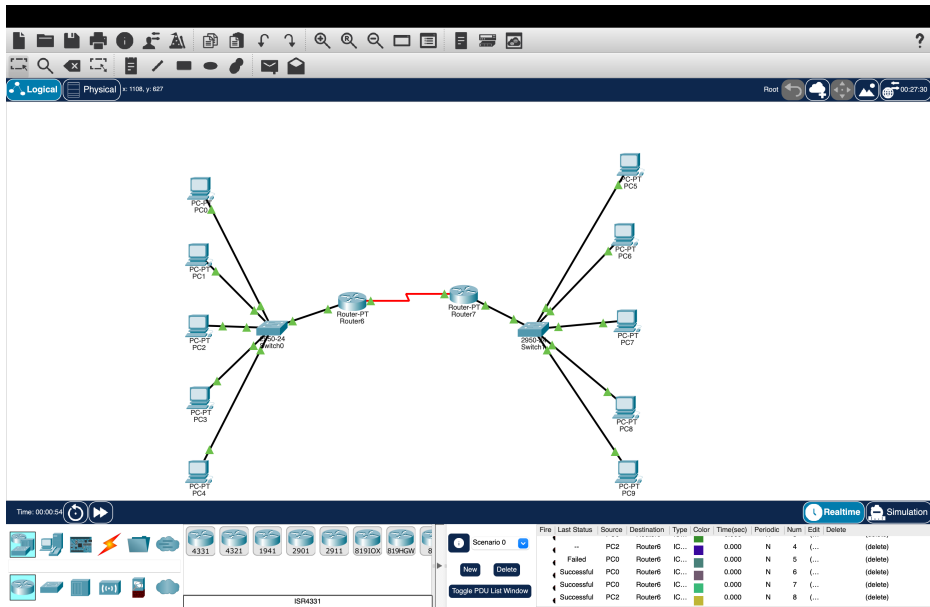 Logical
Physical
x: 1108, y: 627
Root
00:27:30
PC-PT
PC5
PC0
PC-PT
PC6
PC-PT
PC1
Router-PT
Router7
Router-PT
Router6
PC-PT
PC7
Switch0
PC-PT
PC2
PC-PT
PC3
PC-PT
PC8
PC-PT
PC4
PC-PT
PC9
Time: 00:00:54
Realtime
Simulation
4331
4321
1941
2901
2911
819IOX
819HGW
ISR4331
Scenario 0
New
Delete
Toggle PDU List Window
Fire Last Status Source Destination Type Color Time(sec) Periodic Num Edit Delete
-- PC2 Router6 IC... 0.000 N 4 (... (delete)
Failed PC0 Router6 IC... 0.000 N 5 (... (delete)
Successful PC0 Router6 IC... 0.000 N 6 (... (delete)
Successful PC0 Router6 IC... 0.000 N 7 (... (delete)
Successful PC2 Router6 IC... 0.000 N 8 (... (delete)